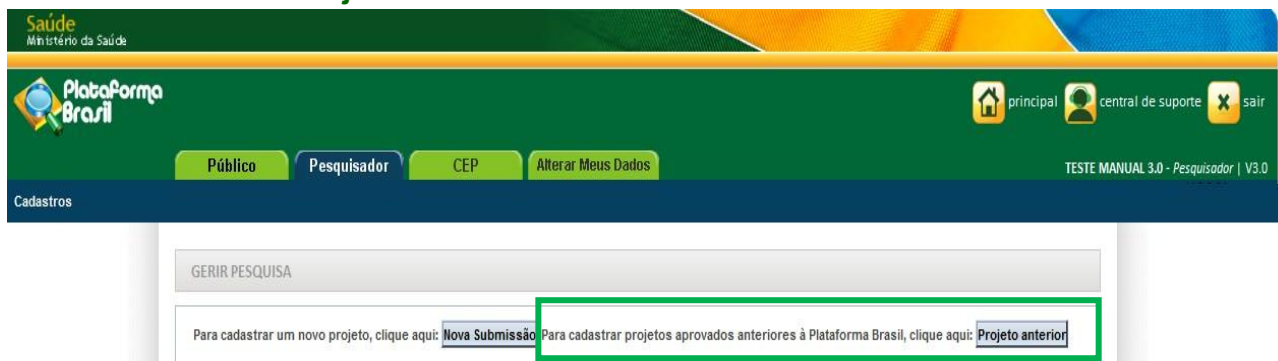 Saúde
Ministério da Saúde
Plataforma
Brasil
principal central de suporte x sair
Público Pesquisador CEP Alterar Meus Dados
TESTE MANUAL 3.0 - Pesquisador | V3.0
Cadastros
GERIR PESQUISA
Para cadastrar um novo projeto, clique aqui: Nova Submissão Para cadastrar projetos aprovados anteriores à Plataforma Brasil, clique aqui: Projeto anterior